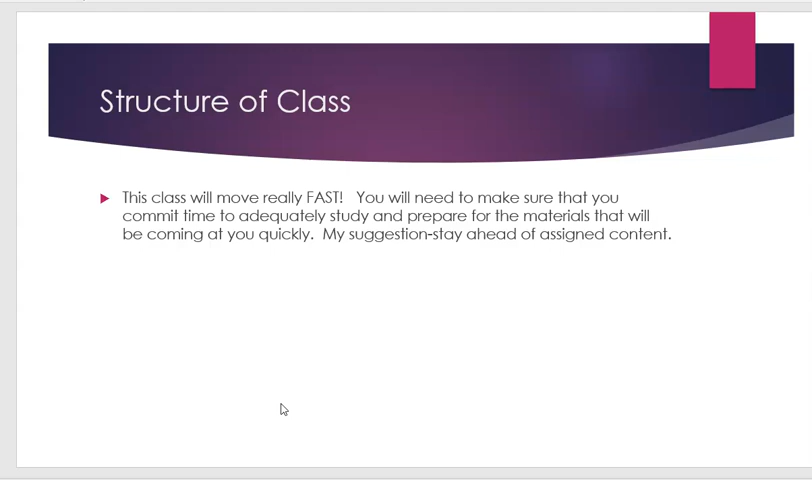 Structure of Class
This class will move really FAST!   You will need to make sure that you
commit time to adequately study and prepare for the materials that will
be coming at you quickly.  My suggestion-stay ahead of assigned content.